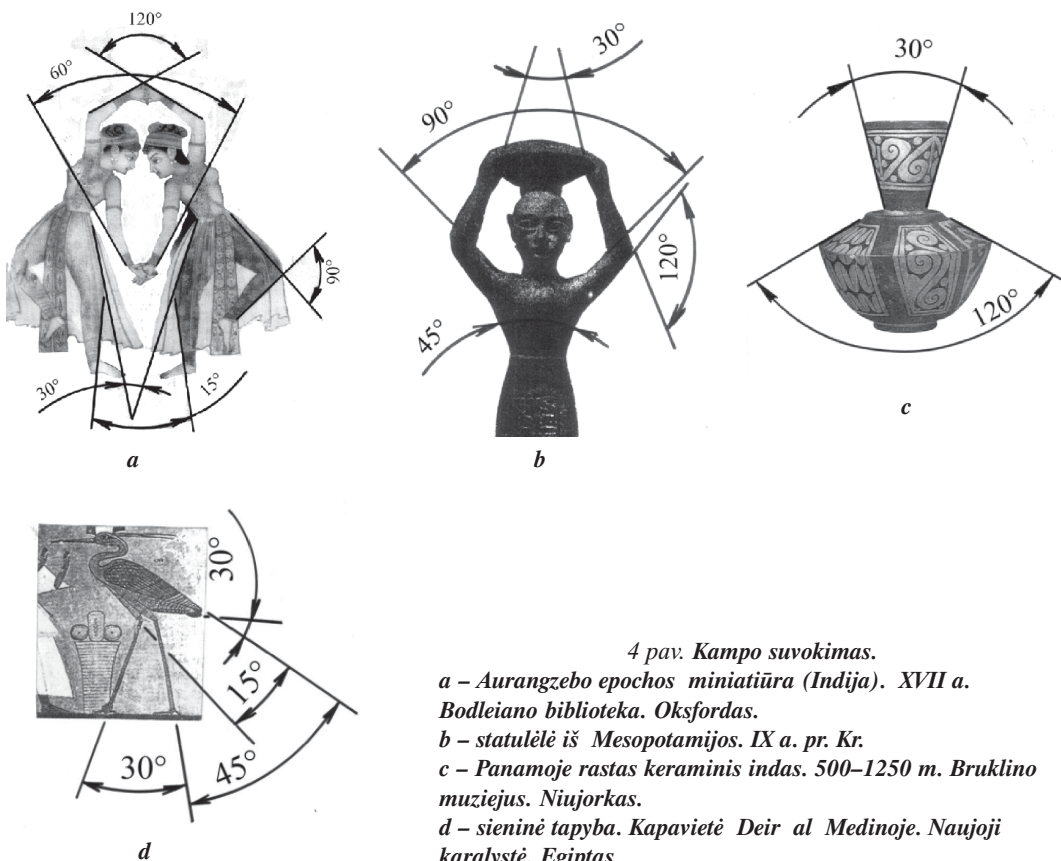 120°
60°
90°
30°
15°
a
30°
90°
120°
45°
b
30°
120°
c
30°
15°
45°
30°
d
4 pav. Kampo suvokimas.
a – Aurangzebo epochos miniatiūra (Indija). XVII a.
Bodleiano biblioteka. Oksfordas.
b – statulėlė iš Mesopotamijos. IX a. pr. Kr.
c – Panamoje rastas keraminis indas. 500–1250 m. Bruklino
muziejus. Niujorkas.
d – sieninė tapyba. Kapavietė Deir al Medinoje. Naujoji
karalystė. Egiptas